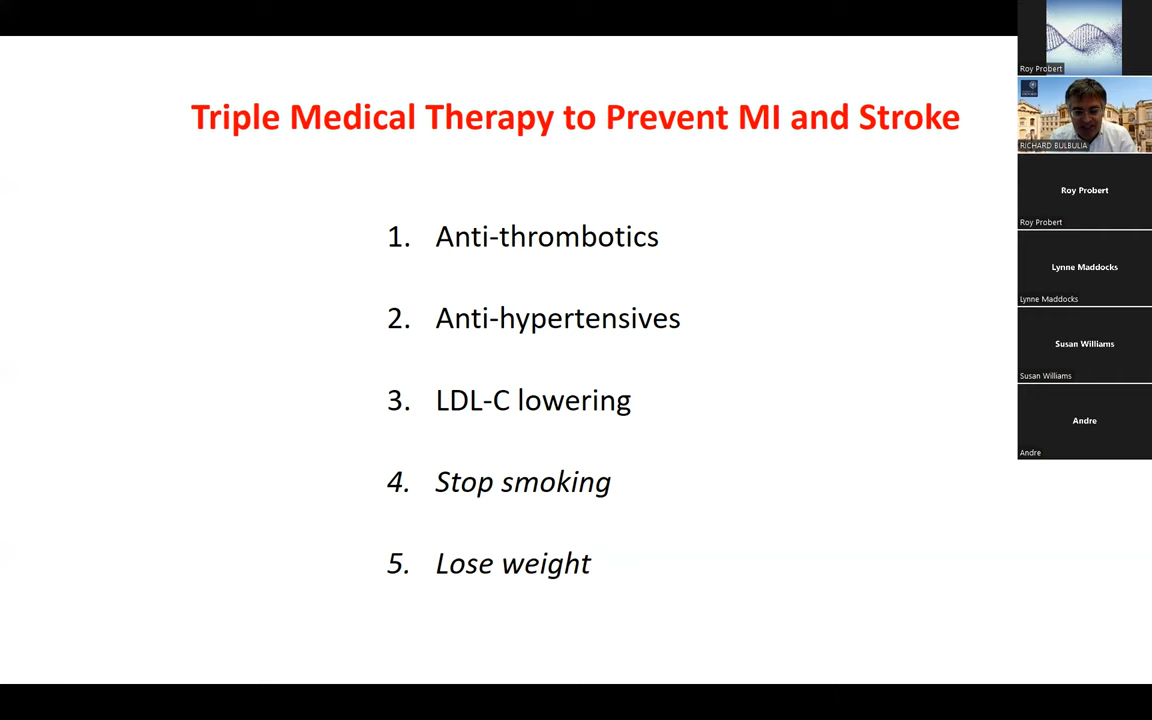 Triple Medical Therapy to Prevent MI and Stroke
1. Anti-thrombotics
2. Anti-hypertensives
3. LDL-C lowering
4. Stop smoking
5. Lose weight
Roy Probert
RICHARD BULBULIA
Roy Probert
Roy Probert
Lynne Maddocks
Lynne Maddocks
Susan Williams
Susan Williams
Andre
Andre